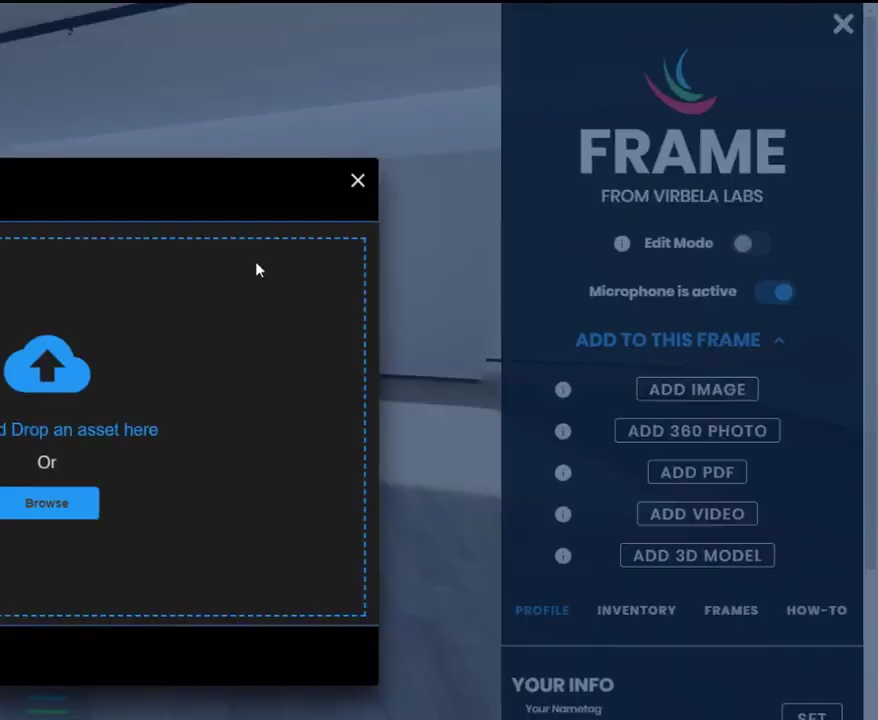 FRAME
FROM VIRBELA LABS
Edit Mode
Microphone is active
ADD TO THIS FRAME
ADD IMAGE
ADD 360 PHOTO
ADD PDF
ADD VIDEO
ADD 3D MODEL
PROFILE INVENTORY FRAMES HOW-TO
YOUR INFO
Your Nametag
SET
Drop an asset here
Or
Browse